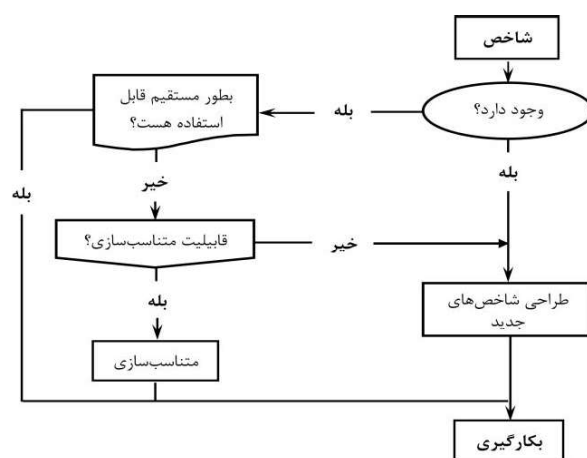 شاخص
وجود دارد؟
بله
بطور مستقیم قابل
استفاده هست؟
بله
بله
خیر
قابیلیت متناسب‌سازی؟
خیر
بله
طراحی شاخص‌های
جدید
متناسب‌سازی
بکارگیری